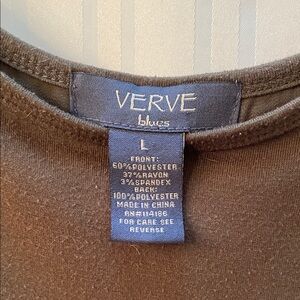 VERVE
blues
L
FRONT:
60%POLYESTER
37%RAYON
3%SPANDEX
BACK:
100%POLYESTER
MADE IN CHINA
RN#114186
FOR CARE SEE
REVERSE